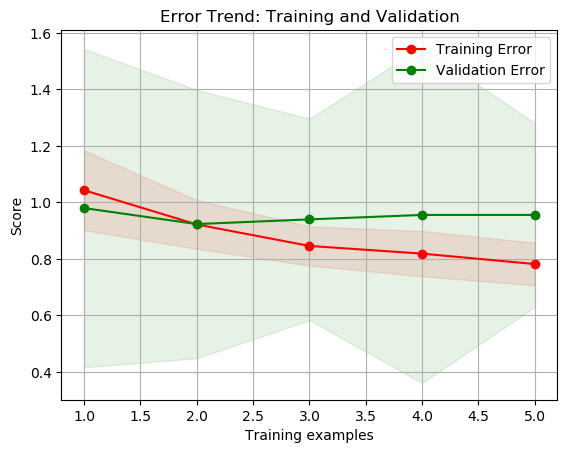 Error Trend: Training and Validation
Training Error
Validation Error
Score
1.6
1.4
1.2
1.0
0.8
0.6
0.4
1.0 1.5 2.0 2.5 3.0 3.5 4.0 4.5 5.0
Training examples